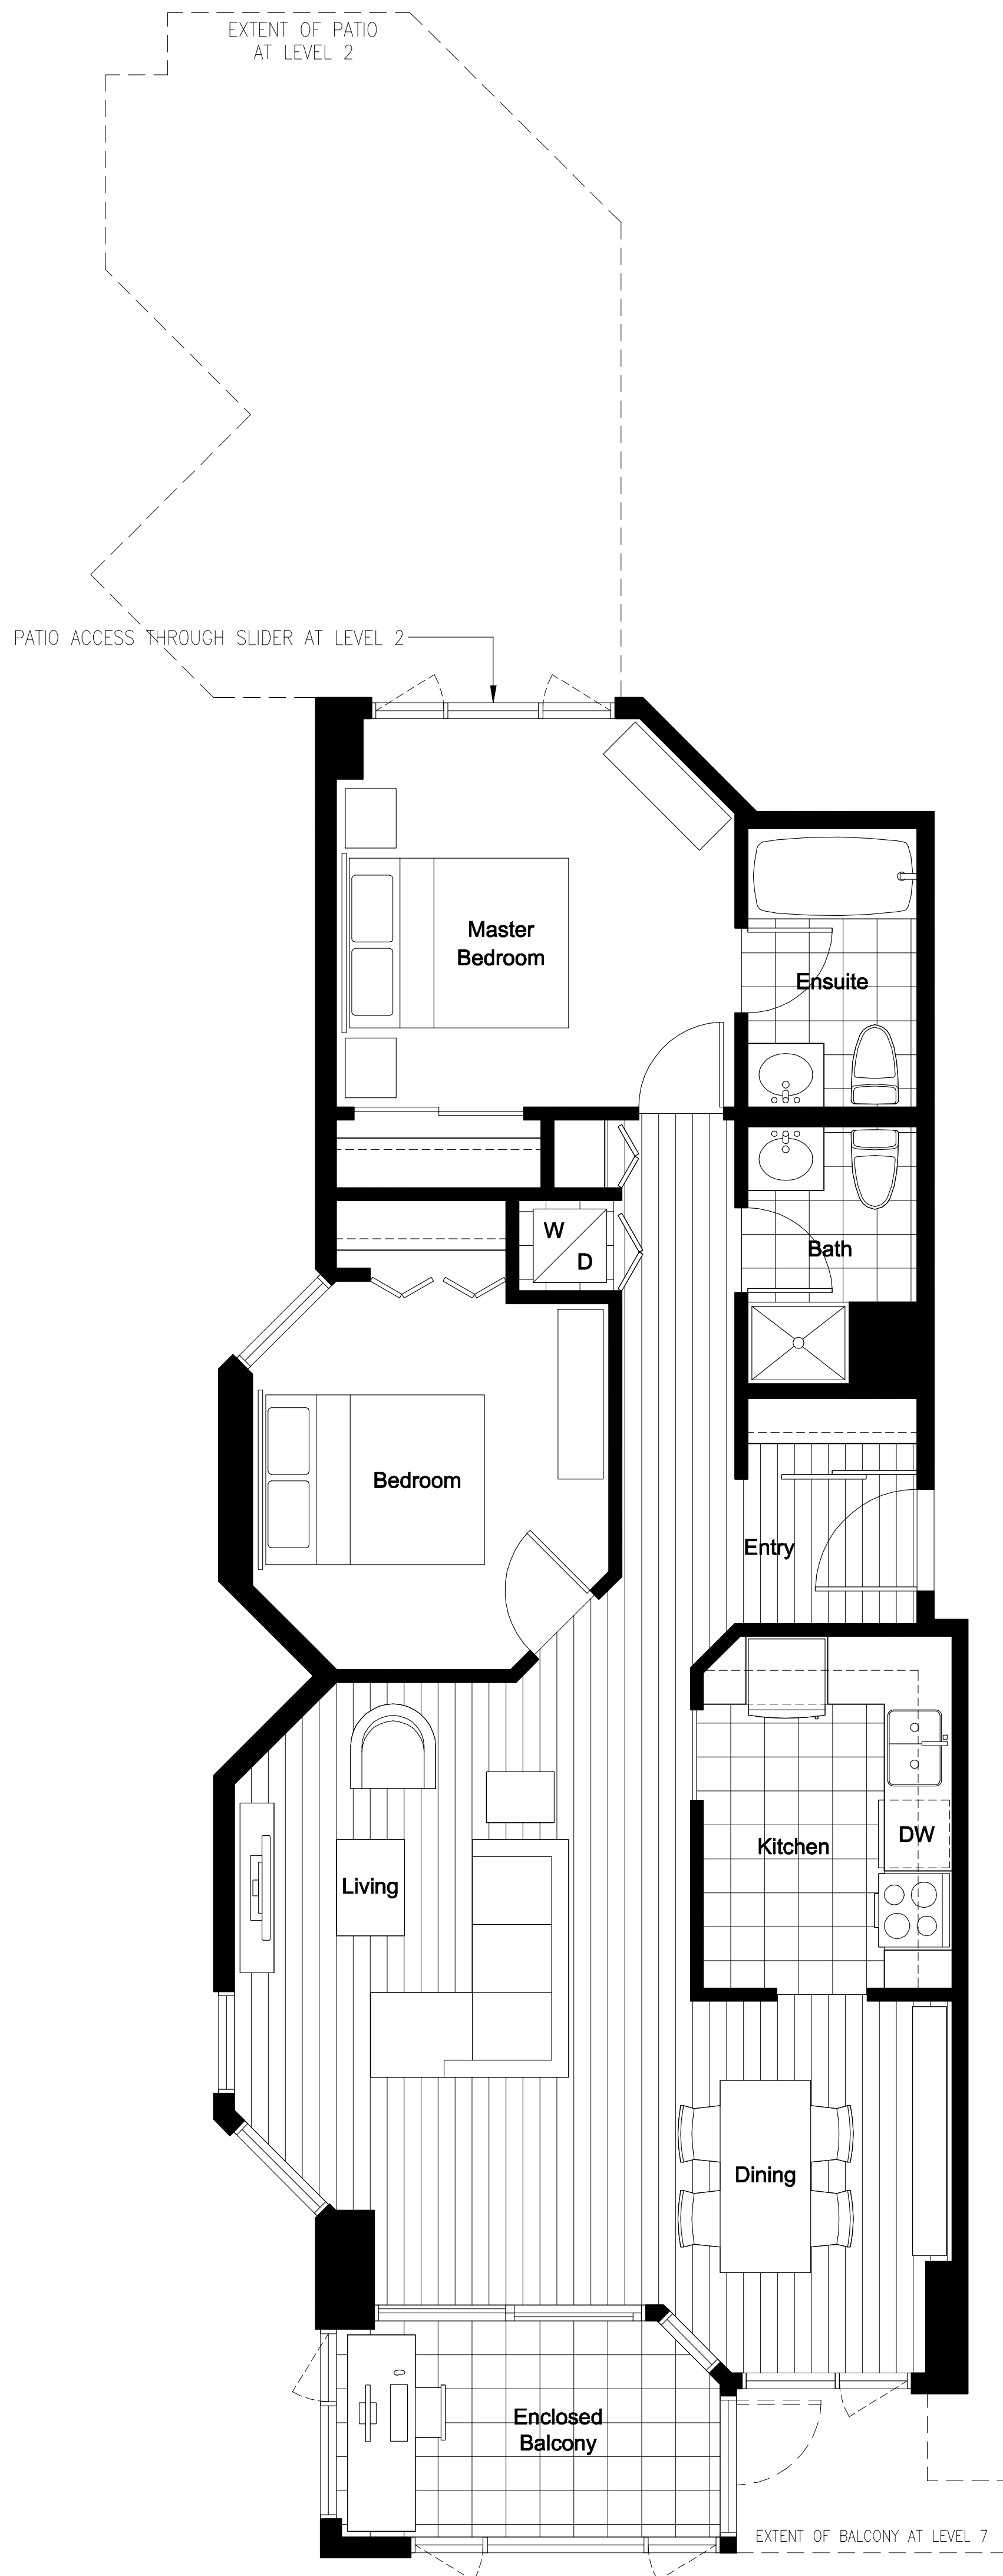 EXTENT OF PATIO
AT LEVEL 2
PATIO ACCESS THROUGH SLIDER AT LEVEL 2
Master
Bedroom
Ensuite
W
D
Bath
Bedroom
Entry
Kitchen
DW
Living
Dining
Enclosed
Balcony
EXTENT OF BALCONY AT LEVEL 7